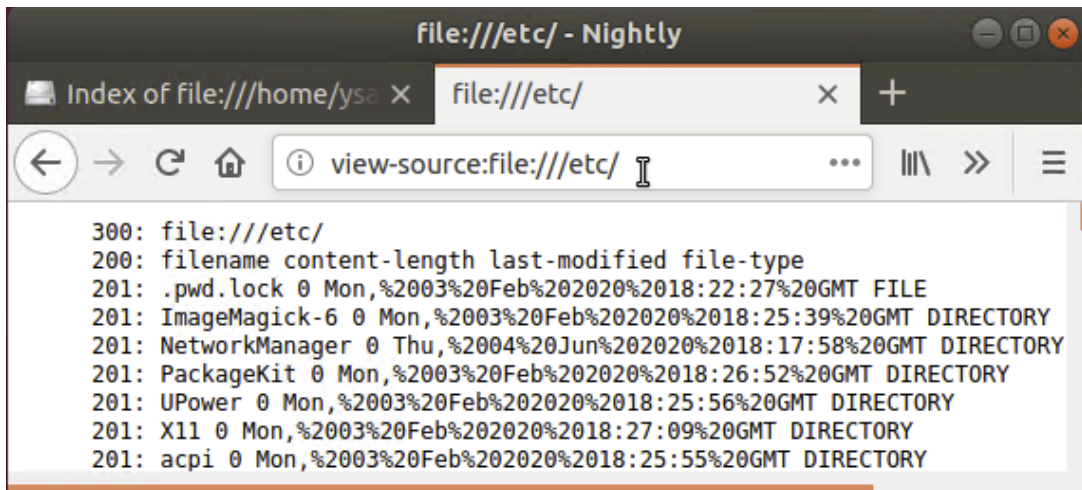 file:///etc/ - Nightly
Index of file:///home/ysa
file:///etc/
view-source:file:///etc/
300: file:///etc/
200: filename content-length last-modified file-type
201: .pwd.lock 0 Mon,%2003%20Feb%202020%2018:22:27%20GMT FILE
201: ImageMagick-6 0 Mon,%2003%20Feb%202020%2018:25:39%20GMT DIRECTORY
201: NetworkManager 0 Thu,%2004%20Jun%202020%2018:17:58%20GMT DIRECTORY
201: PackageKit 0 Mon,%2003%20Feb%202020%2018:26:52%20GMT DIRECTORY
201: UPower 0 Mon,%2003%20Feb%202020%2018:25:56%20GMT DIRECTORY
201: X11 0 Mon,%2003%20Feb%202020%2018:27:09%20GMT DIRECTORY
201: acpi 0 Mon,%2003%20Feb%202020%2018:25:55%20GMT DIRECTORY